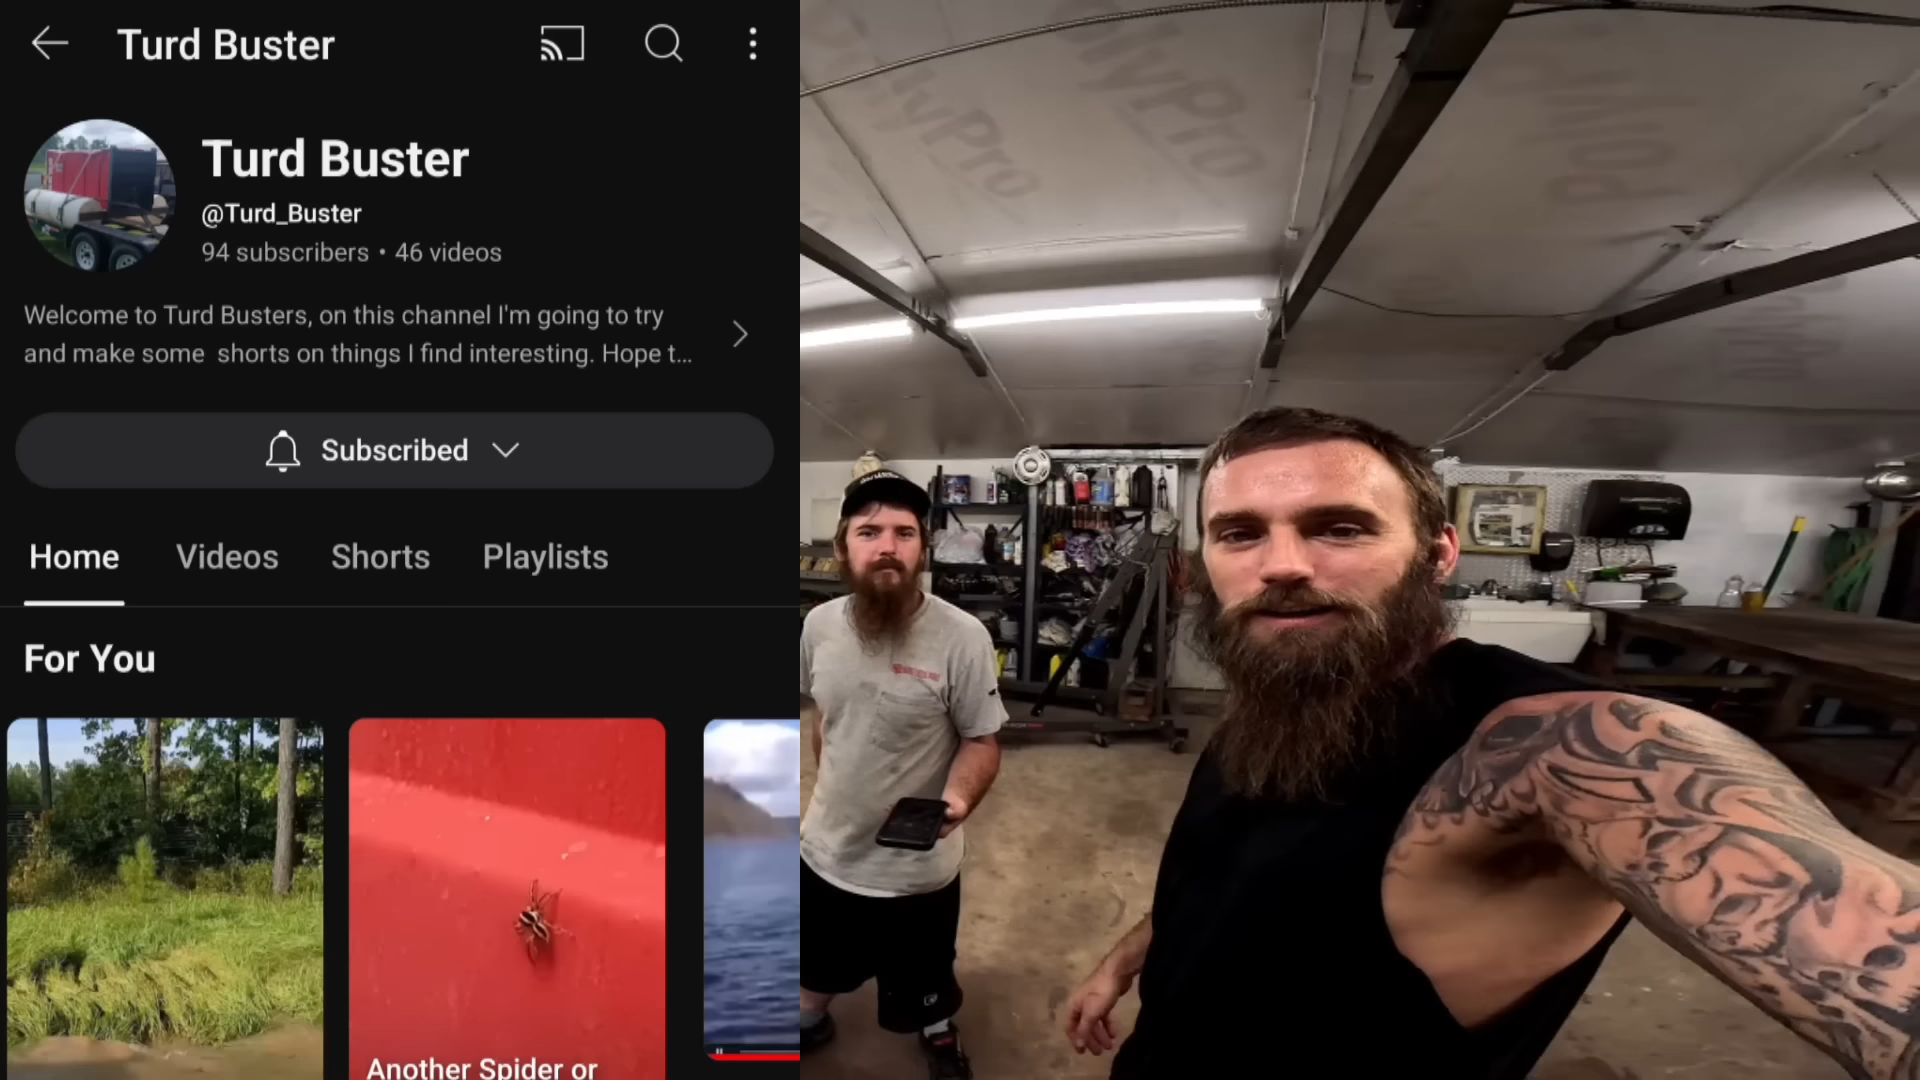 Turd Buster
Turd Buster
@Turd_Buster
94 subscribers • 46 videos
Welcome to Turd Busters, on this channel I'm going to try
and make some shorts on things I find interesting. Hope t...
Subscribed
Home Videos Shorts Playlists
For You
Another Spider or
lyPro
lyPro